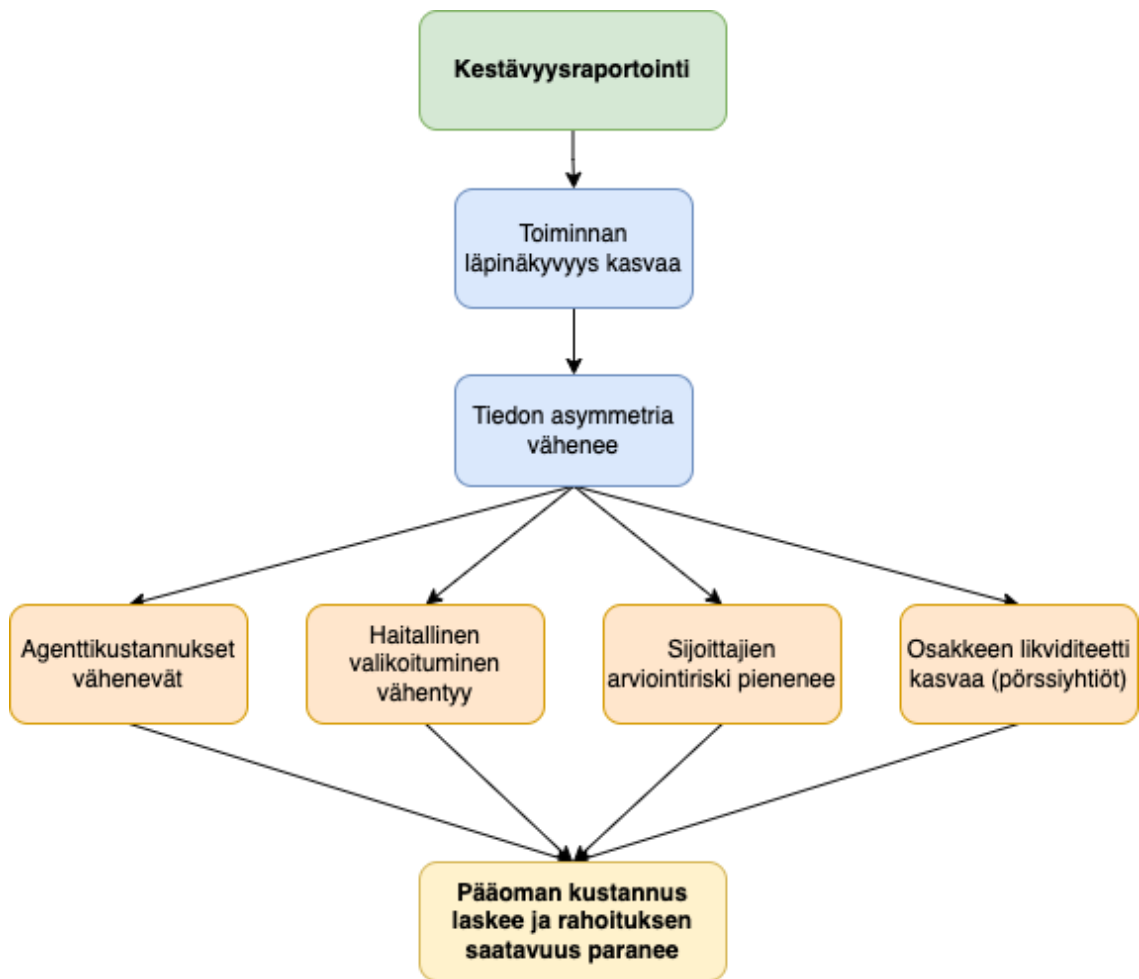 Kestävyysraportointi
Toiminnan
läpinäkyvyys kasvaa
Tiedon asymmetria
vähenee
Agenttikustannukset
vähenevät
Haitallinen
valikoituminen
vähentyy
Sijoittajien
arviointiriski pienenee
Osakkeen likviditeetti
kasvaa (pörssiyhtiöt)
Pääoman kustannus
laskee ja rahoituksen
saatavuus paranee